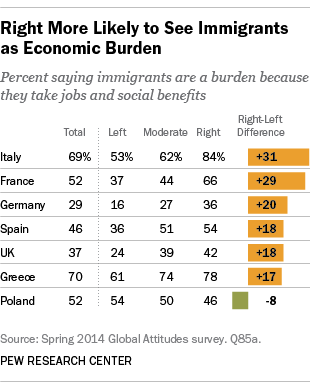 Right More Likely to See Immigrants
as Economic Burden
Percent saying immigrants are a burden because
they take jobs and social benefits
Total Left Moderate Right Right-Left
Difference
Italy 69% 53% 62% 84% +31
France 52 37 44 66 +29
Germany 29 16 27 36 +20
Spain 46 36 51 54 +18
UK 37 24 39 42 +18
Greece 70 61 74 78 +17
Poland 52 54 50 46 -8
Source: Spring 2014 Global Attitudes survey. Q85a.
PEW RESEARCH CENTER